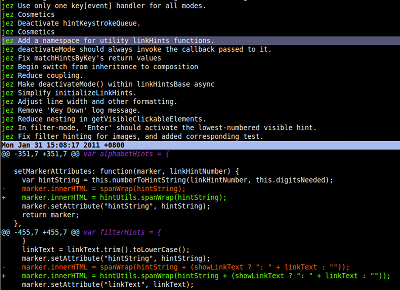 jez Use only one key[event] handler for all modes.
jez Cosmetics
jez Deactivate hintKeystrokeQueue.
jez Cosmetics
jez Add a namespace for utility linkHints functions.
jez deactivateMode should always invoke the callback passed to it.
jez Fix matchHintsByKey's return values
jez Begin switch from inheritance to composition
jez Reduce coupling.
jez Make deactivateMode() within linkHintsBase async
jez Simplify initializeLinkHints.
jez Adjust line width and other formatting.
jez Remove 'Key Down' log message.
jez Reduce nesting in getVisibleClickableElements.
jez In filter-mode, 'Enter' should activate the lowest-numbered visible hint.
jez Fix filter hinting for images, and added corresponding test.
Mon Jan 31 15:08:17 2011 +0800
@@ -351,7 +351,7 @@ var alphabetHints = {
setMarkerAttributes: function(marker, linkHintNumber) {
var hintString = this.numberToHintString(linkHintNumber, this.digitsNeeded);
- marker.innerHTML = spanWrap(hintString);
+ marker.innerHTML = hintUtils.spanWrap(hintString);
marker.setAttribute("hintString", hintString);
return marker;
},
@@ -455,7 +455,7 @@ var filterHints = {
}
linkText = linkText.trim().toLowerCase();
marker.setAttribute("hintString", hintString);
- marker.innerHTML = spanWrap(hintString + (showLinkText ? ": " + linkText : ""));
+ marker.innerHTML = hintUtils.spanWrap(hintString + (showLinkText ? ": " + linkText : ""));
marker.setAttribute("linkText", linkText);